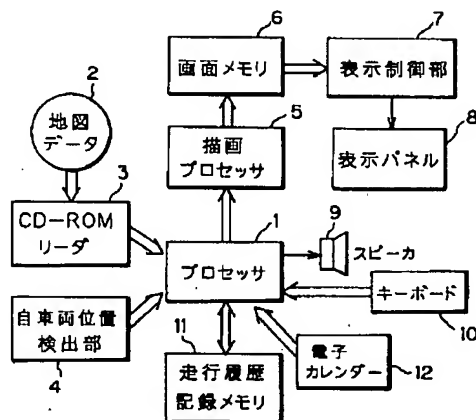 6
画面メモリ
7
表示制御部
2
地図
データ
5
描画
プロセッサ
8
表示パネル
3
CD-ROM
リーダ
1
プロセッサ
9
スピーカ
キーボード
10
自車両位置
検出部
4
11
走行履歴
記録メモリ
電子
カレンダー
12